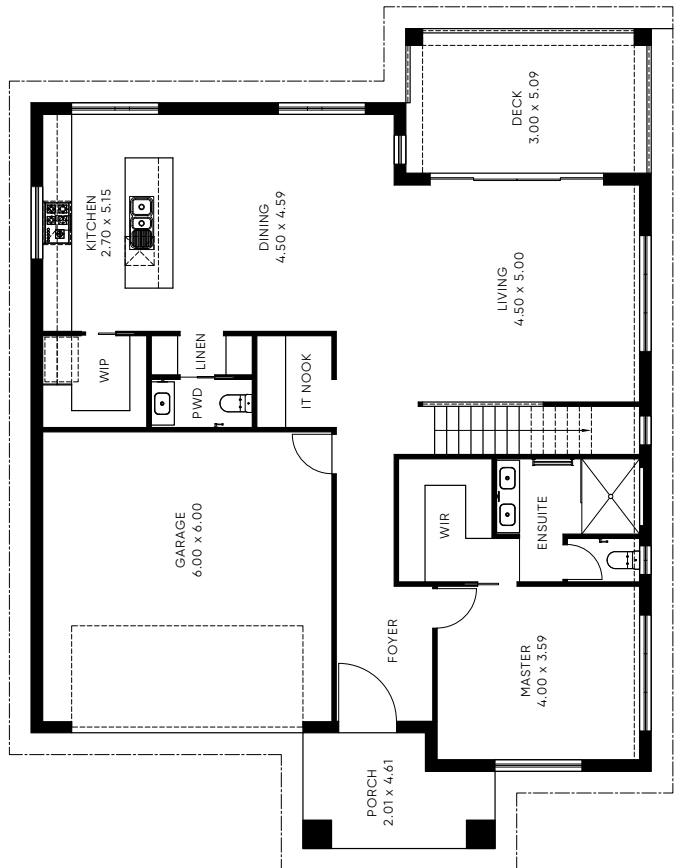 DECK
3.00 x 5.09
KITCHEN
2.70 x 5.15
DINING
4.50 x 4.59
LIVING
4.50 x 5.00
WIP
LINEN
PWD
IT NOOK
GARAGE
6.00 x 6.00
WIR
ENSUITE
FOYER
MASTER
4.00 x 3.59
PORCH
2.01 x 4.61